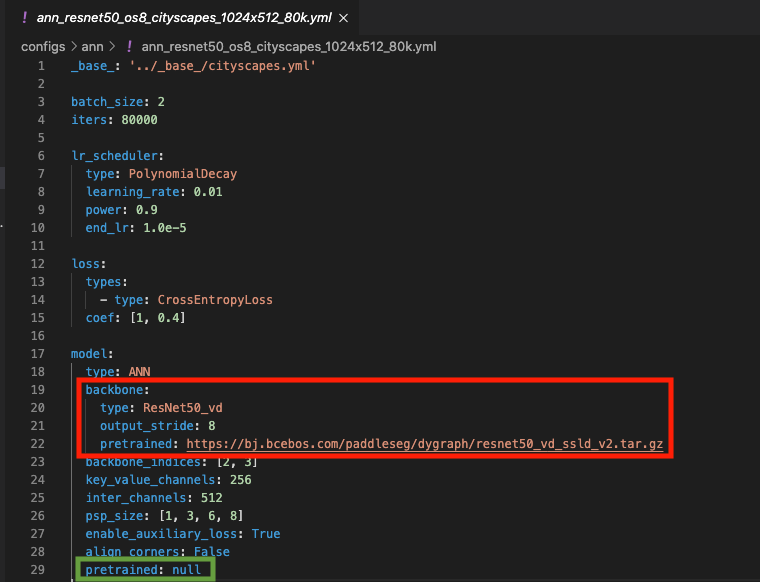 ! ann_resnet50_os8_cityscapes_1024x512_80k.yml ×
configs > ann > ! ann_resnet50_os8_cityscapes_1024x512_80k.yml
1 _base_: '../_base_/cityscapes.yml'
2
3 batch_size: 2
4 iters: 80000
5
6 lr_scheduler:
7 type: PolynomialDecay
8 learning_rate: 0.01
9 power: 0.9
10 end_lr: 1.0e-5
11
12 loss:
13 types:
14 - type: CrossEntropyLoss
15 coef: [1, 0.4]
16
17 model:
18 type: ANN
19 backbone:
20 type: ResNet50_vd
21 output_stride: 8
22 pretrained: https://bj.bcebos.com/paddleseg/dygraph/resnet50_vd_ssld_v2.tar.gz
23 backbone_indices: [2, 3]
24 key_value_channels: 256
25 inter_channels: 512
26 psp_size: [1, 3, 6, 8]
27 enable_auxiliary_loss: True
28 align_corners: False
29 pretrained: null